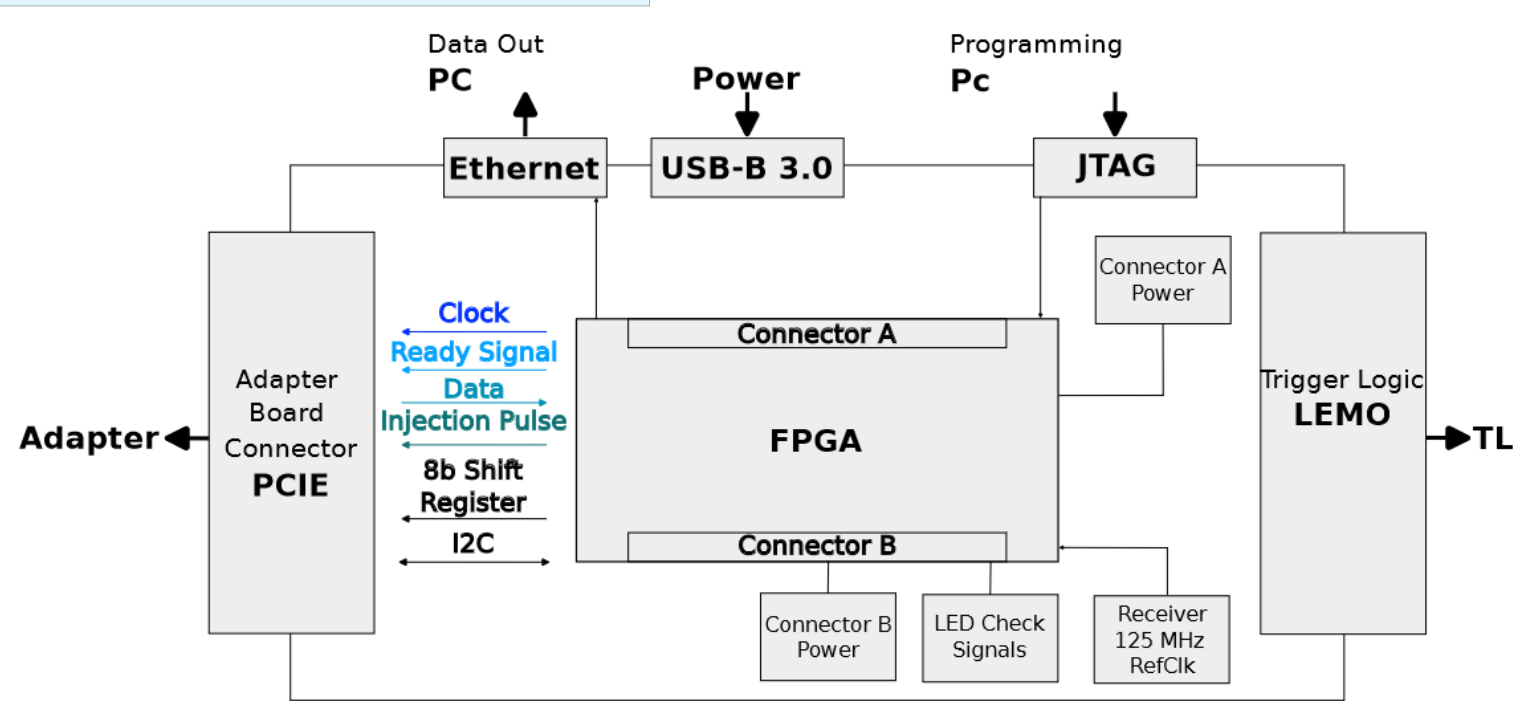 Data Out
PC
Power
Programming
Pc
Ethernet
USB-B 3.0
JTAG
Connector A
Power
Clock
Ready Signal
Data
Injection Pulse
8b Shift
Register
I2C
Connector A
FPGA
Connector B
Adapter
Adapter
Board
Connector
PCIE
Trigger Logic
LEMO
TL
Connector B
Power
LED Check
Signals
Receiver
125 MHz
RefClk